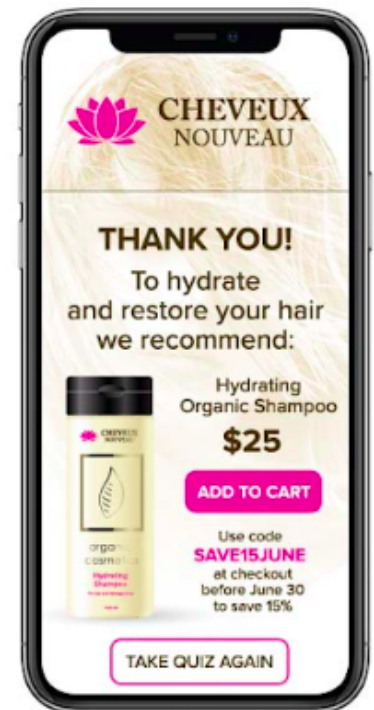 CHEVEUX
NOUVEAU
THANK YOU!
To hydrate
and restore your hair
we recommend:
Hydrating
Organic Shampoo
$25
ADD TO CART
Use code
SAVE15JUNE
at checkout
before June 30
to save 15%
CHEVEUX
NOUVEAU
organic
cosmetics
Hydrating
Shampoo
TAKE QUIZ AGAIN